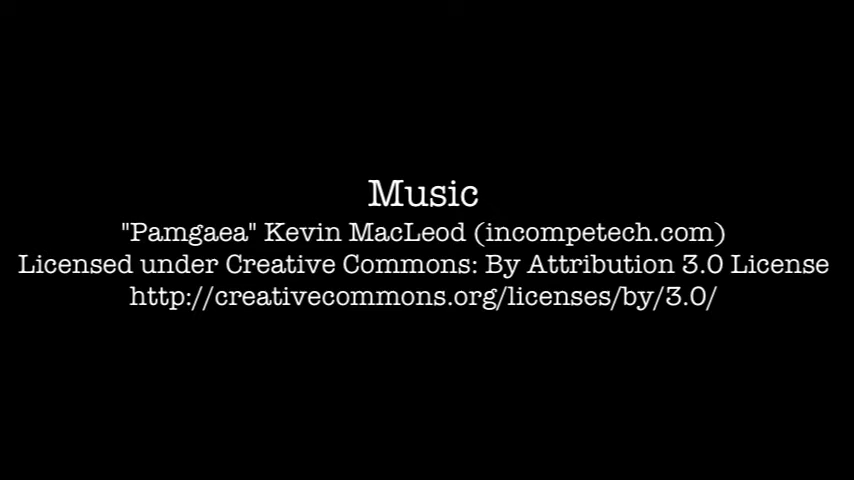 Music
"Pamgaea" Kevin MacLeod (incompetech.com)
Licensed under Creative Commons: By Attribution 3.0 License
http://creativecommons.org/licenses/by/3.0/